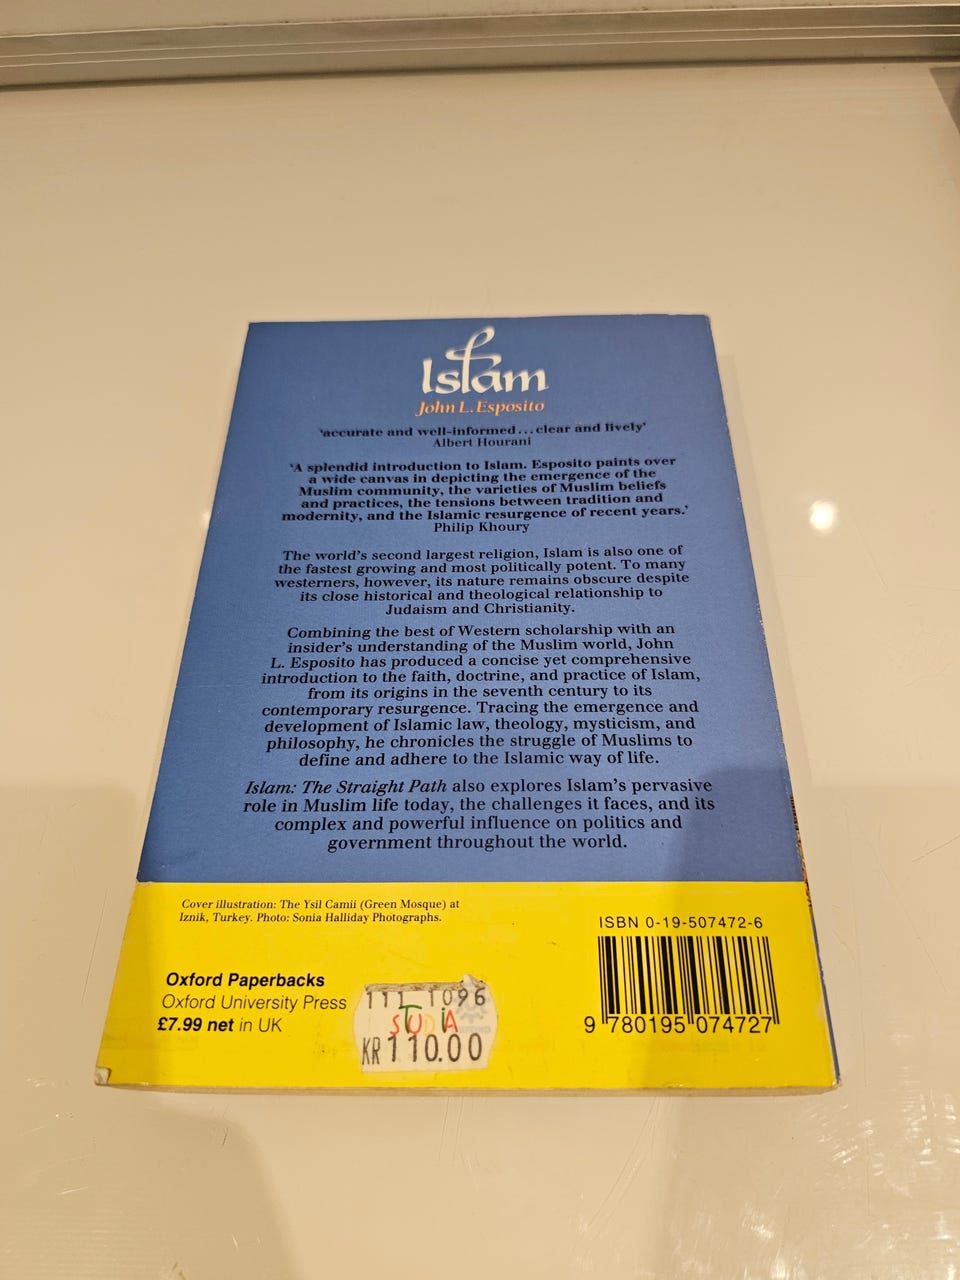 Islam
John L. Esposito
'accurate and well-informed...clear and lively'
Albert Hourani
'A splendid introduction to Islam. Esposito paints over
a wide canvas in depicting the emergence of the
Muslim community, the varieties of Muslim beliefs
and practices, the tensions between tradition and
modernity, and the Islamic resurgence of recent years.'
Philip Khoury
The world's second largest religion, Islam is also one of
the fastest growing and most politically potent. To many
westerners, however, its nature remains obscure despite
its close historical and theological relationship to
Judaism and Christianity.
Combining the best of Western scholarship with an
insider's understanding of the Muslim world, John
L. Esposito has produced a concise yet comprehensive
introduction to the faith, doctrine, and practice of Islam,
from its origins in the seventh century to its
contemporary resurgence. Tracing the emergence and
development of Islamic law, theology, mysticism, and
philosophy, he chronicles the struggle of Muslims to
define and adhere to the Islamic way of life.
Islam: The Straight Path also explores Islam's pervasive
role in Muslim life today, the challenges it faces, and its
complex and powerful influence on politics and
government throughout the world.
Cover illustration: The Ysil Camii (Green Mosque) at
Iznik, Turkey. Photo: Sonia Halliday Photographs.
Oxford Paperbacks
Oxford University Press
£7.99 net in UK
111 1096
STUDIA
KR 110.00
ISBN 0-19-507472-6
9 780195 074727